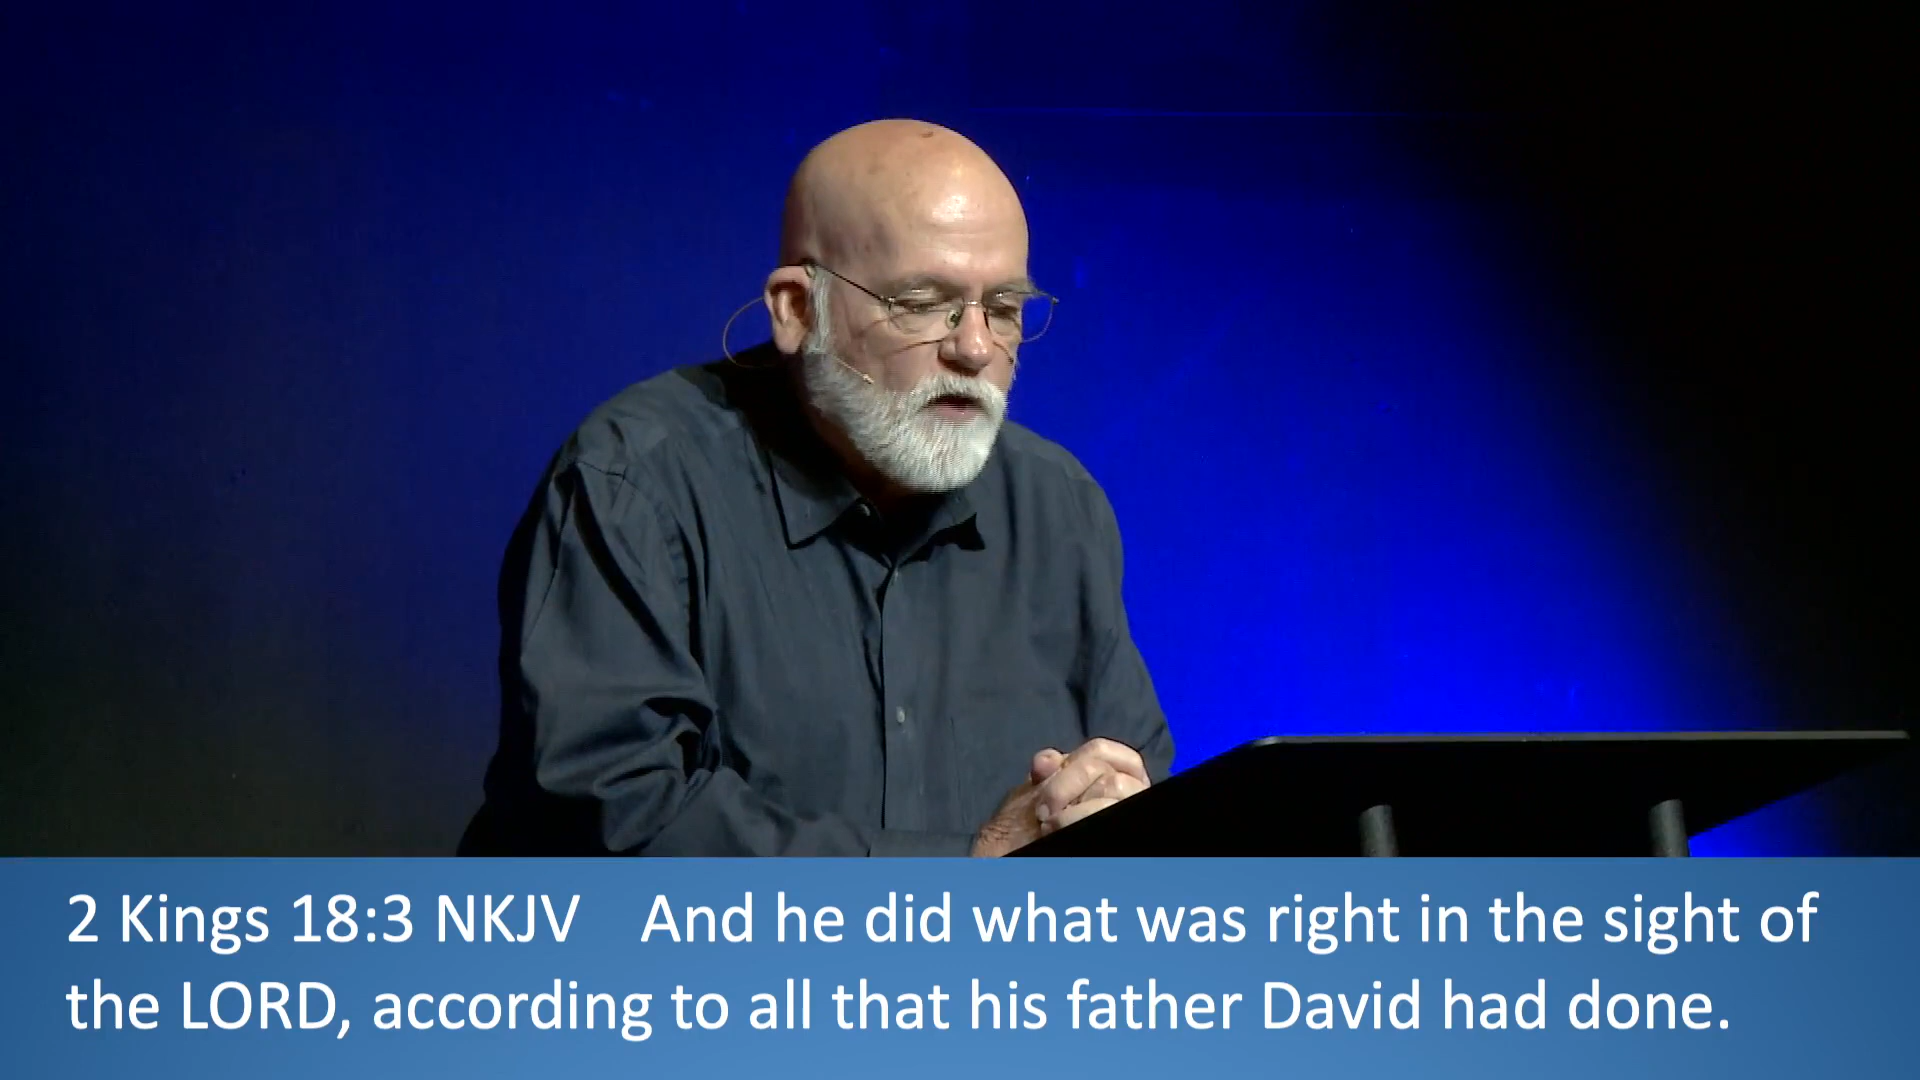 2 Kings 18:3 NKJV And he did what was right in the sight of
the LORD, according to all that his father David had done.